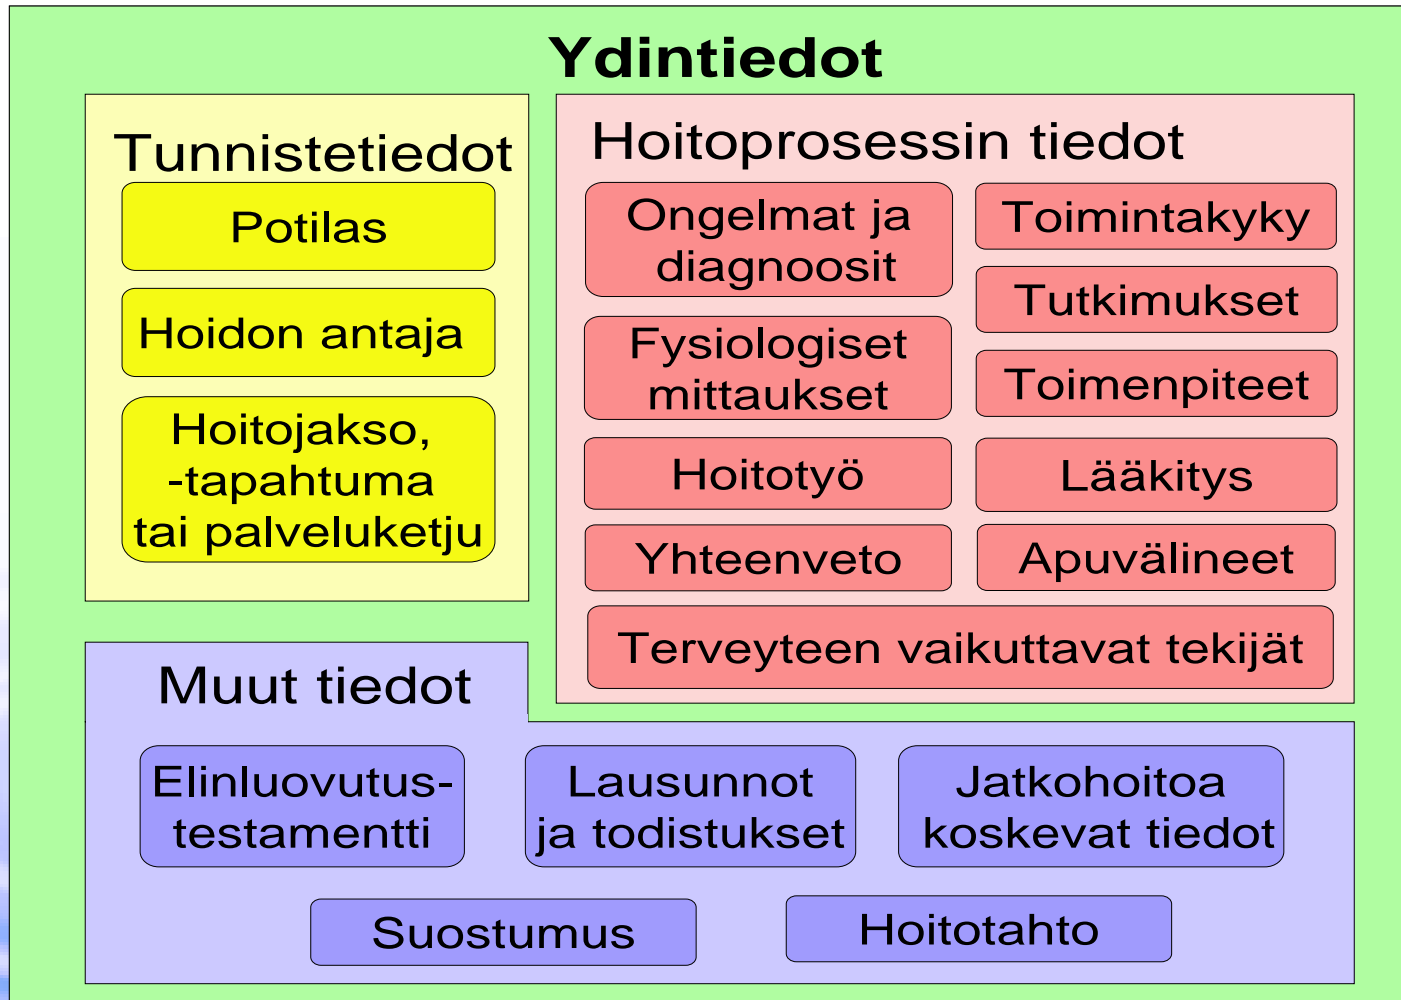 Ydintiedot
Tunnistetiedot
Potilas
Hoidon antaja
Hoitojakso,
-tapahtuma
tai palveluketju
Hoitoprosessin tiedot
Ongelmat ja
diagnoosit
Fysiologiset
mittaukset
Hoitotyö
Yhteenveto
Toimintakyky
Tutkimukset
Toimenpiteet
Lääkitys
Apuvälineet
Terveyteen vaikuttavat tekijät
Muut tiedot
Elinluovutus-
testamentti
Lausunnot
ja todistukset
Jatkohoitoa
koskevat tiedot
Suostumus
Hoitotahto